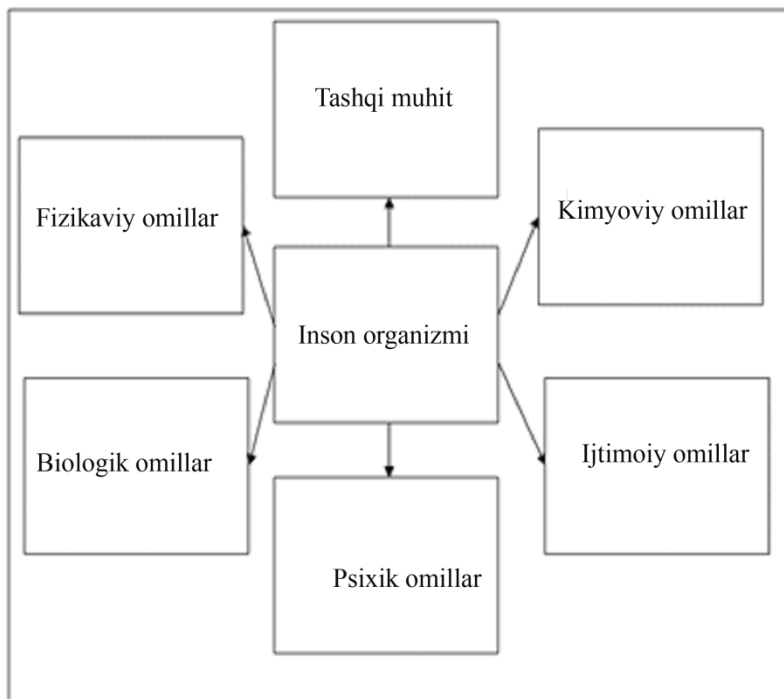 Tashqi muhit
Fizikaviy omillar
Kimyoviy omillar
Inson organizmi
Biologik omillar
Ijtimoiy omillar
Psixik omillar